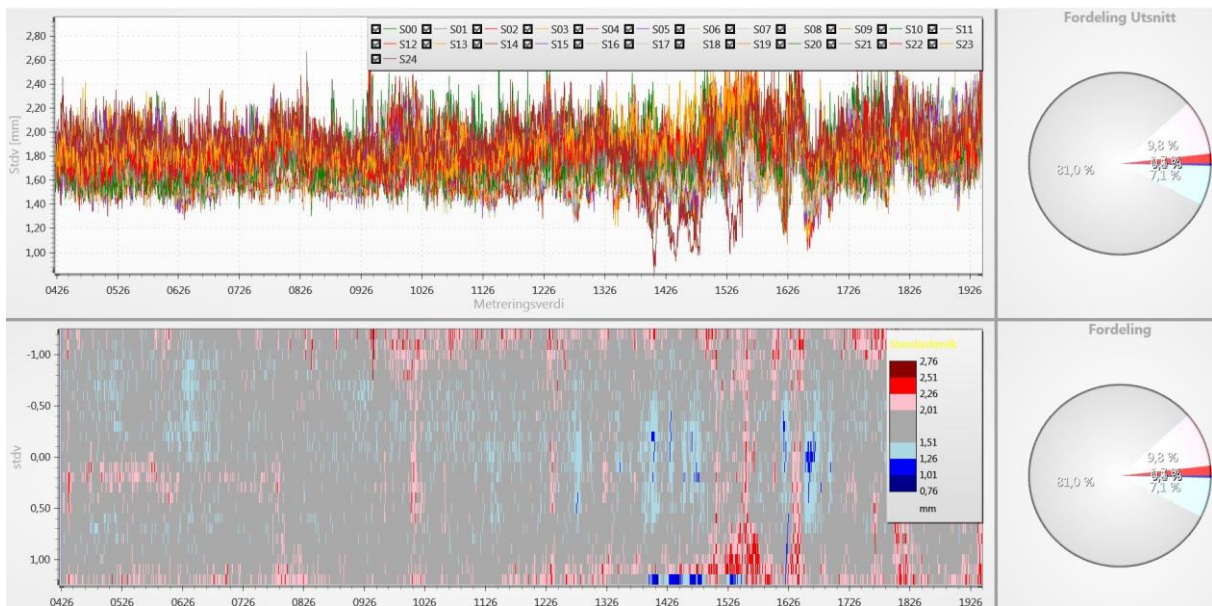 S00 S01 S02 S03 S04 S05 S06 S07 S08 S09 S10 S11
S12 S13 S14 S15 S16 S17 S18 S19 S20 S21 S22 S23
S24
Stdv [mm]
2,80
2,60
2,40
2,20
2,00
1,80
1,60
1,40
1,20
1,00
0426 0526 0626 0726 0826 0926 1026 1126 1226 1326 1426 1526 1626 1726 1826 1926
Metreringsverdi
Fordeling Utsnitt
9,8 %
81,0 %
7,1 %
stdv
-1,00
-0,50
0,00
0,50
1,00
Standardavvik
2,76
2,51
2,26
2,01
1,51
1,26
1,01
0,76
mm
0426 0526 0626 0726 0826 0926 1026 1126 1226 1326 1426 1526 1626 1726 1826 1926
Fordeling
9,8 %
81,0 %
7,1 %